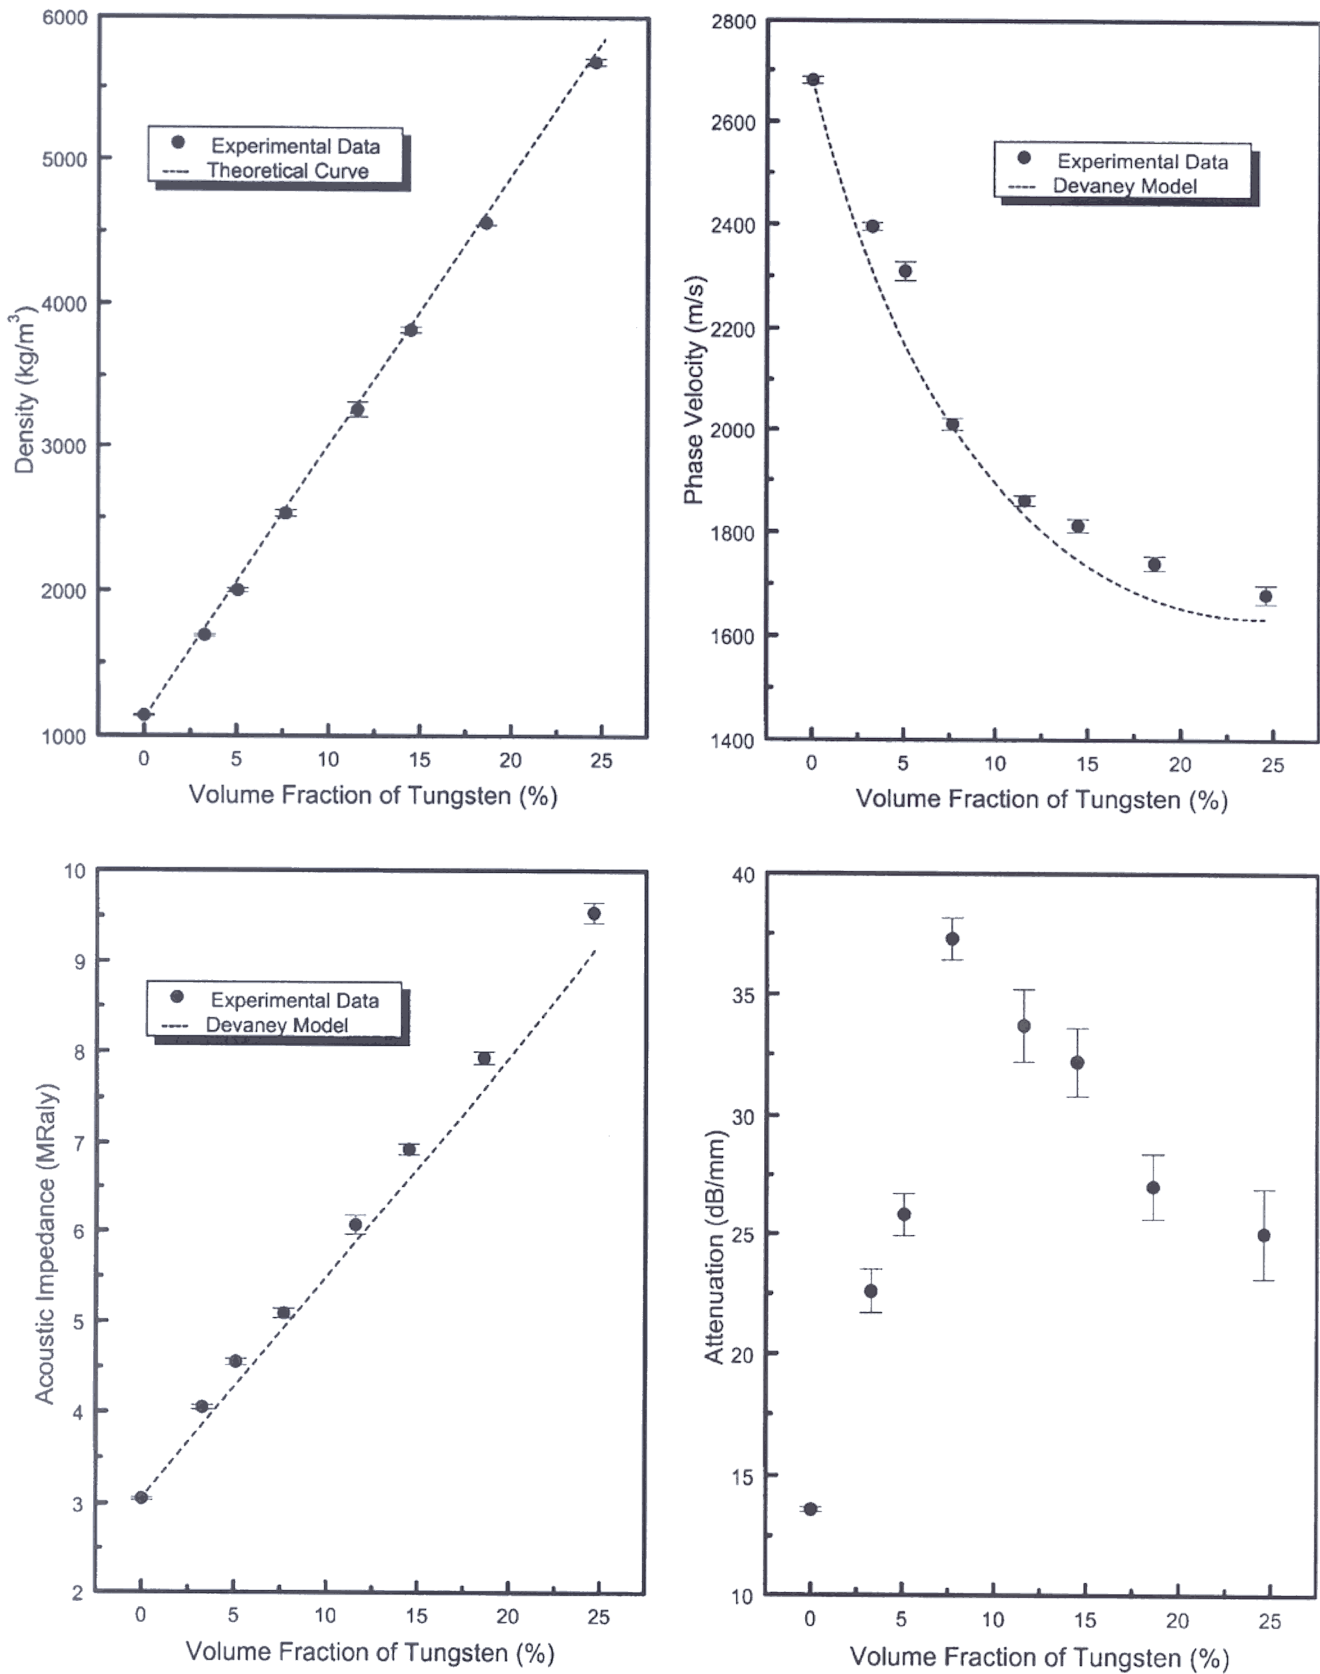 6000
5000
4000
3000
2000
1000
Density (kg/m³)
Experimental Data
Theoretical Curve
0 5 10 15 20 25
Volume Fraction of Tungsten (%)
2800
2600
2400
2200
2000
1800
1600
1400
Phase Velocity (m/s)
Experimental Data
Devaney Model
0 5 10 15 20 25
Volume Fraction of Tungsten (%)
10
9
8
7
6
5
4
3
2
Acoustic Impedance (MRaly)
Experimental Data
Devaney Model
0 5 10 15 20 25
Volume Fraction of Tungsten (%)
40
35
30
25
20
15
10
Attenuation (dB/mm)
0 5 10 15 20 25
Volume Fraction of Tungsten (%)